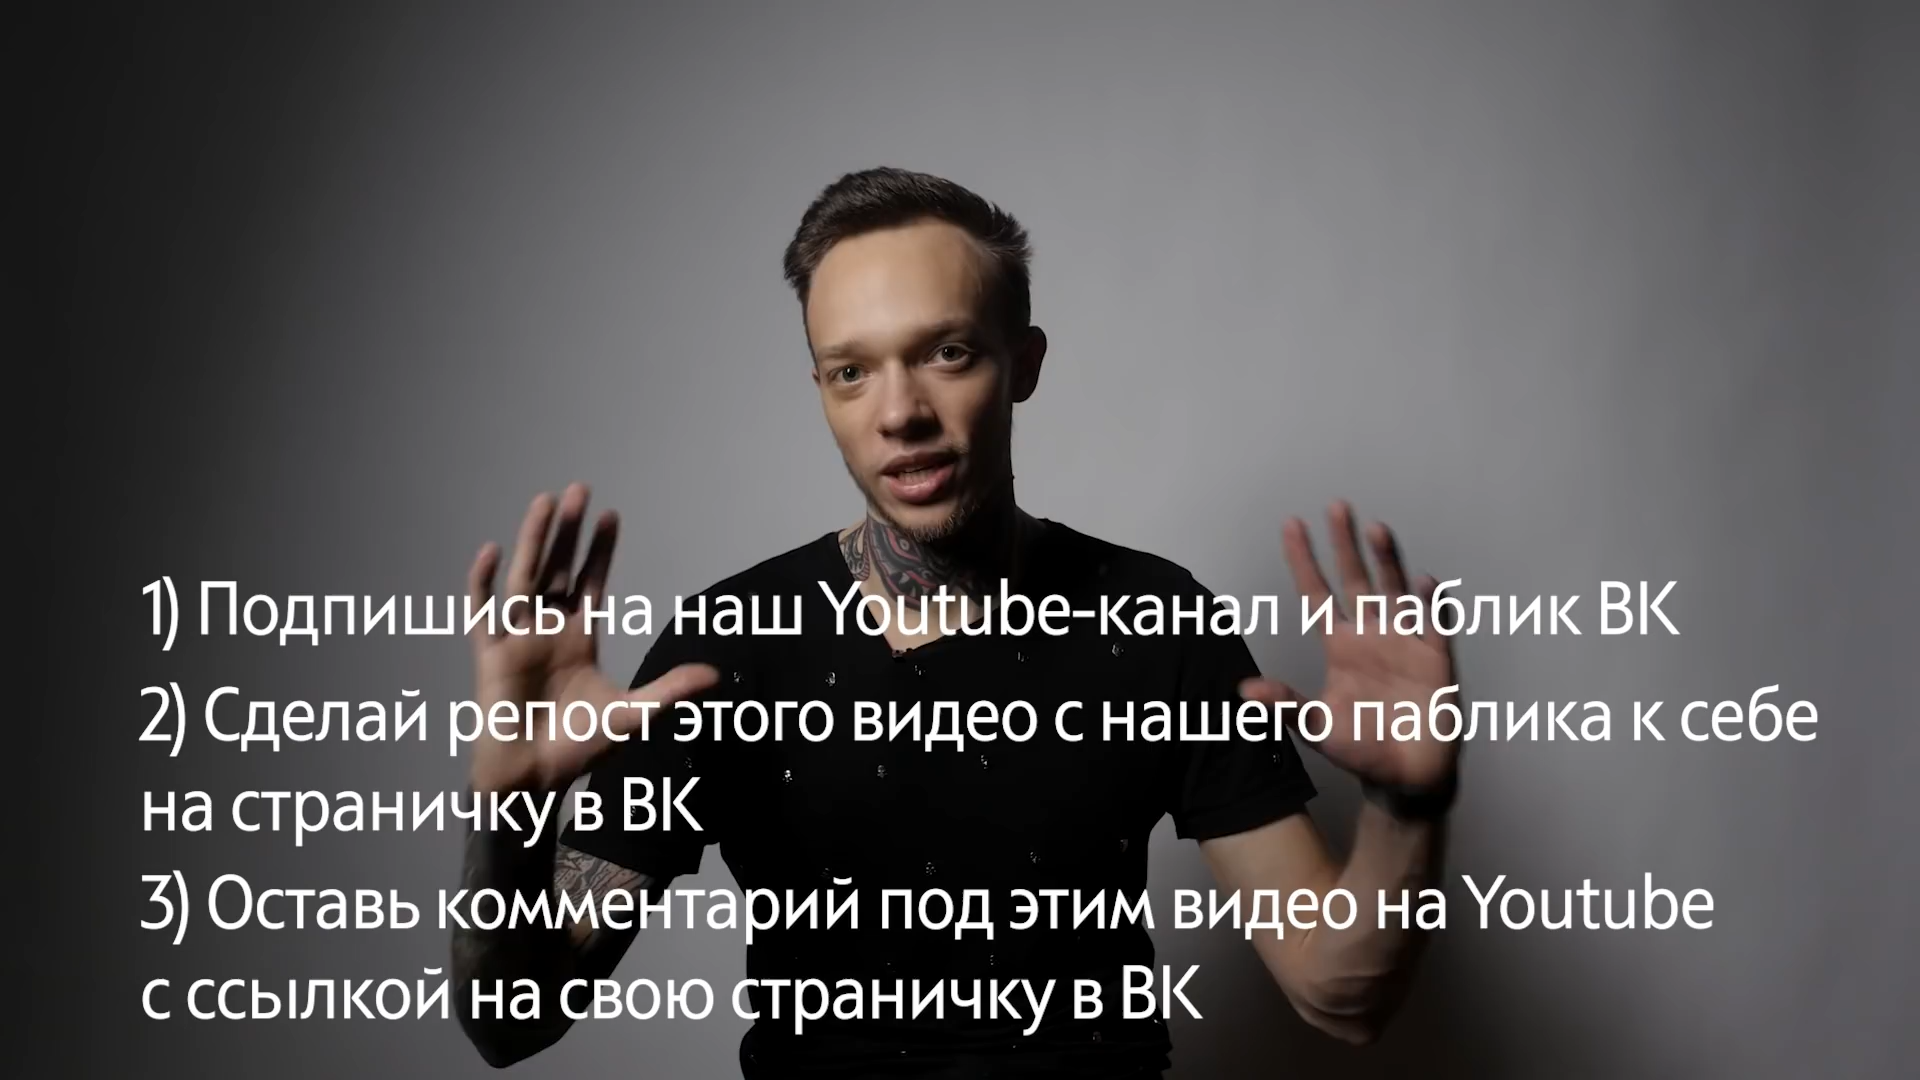 1) Подпишись на наш Youtube-канал и паблик ВК
2) Сделай репост этого видео с нашего паблика к себе
на страничку в ВК
3) Оставь комментарий под этим видео на Youtube
с ссылкой на свою страничку в ВК